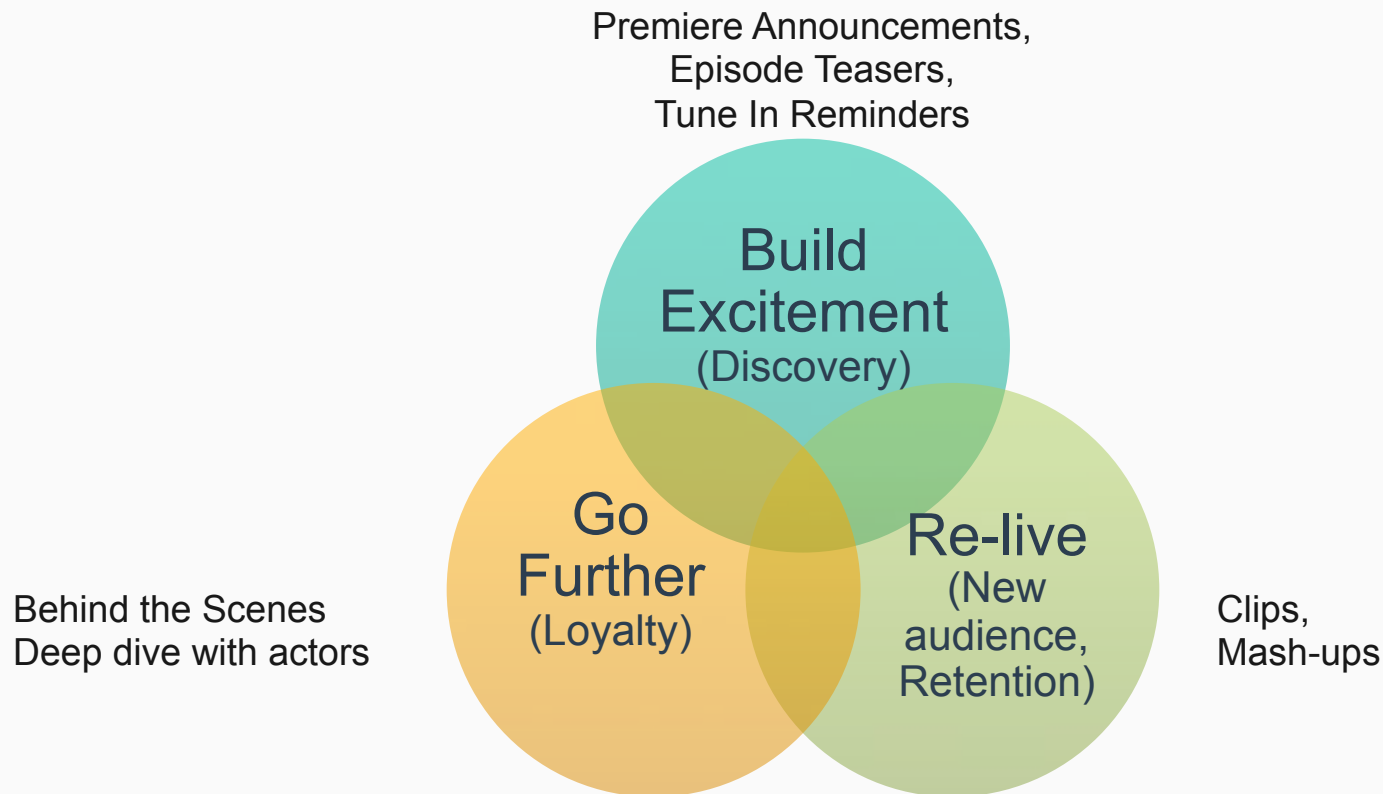 Premiere Announcements,
Episode Teasers,
Tune In Reminders
Build
Excitement
(Discovery)
Go
Further
(Loyalty)
Re-live
(New
audience,
Retention)
Behind the Scenes
Deep dive with actors
Clips,
Mash-ups